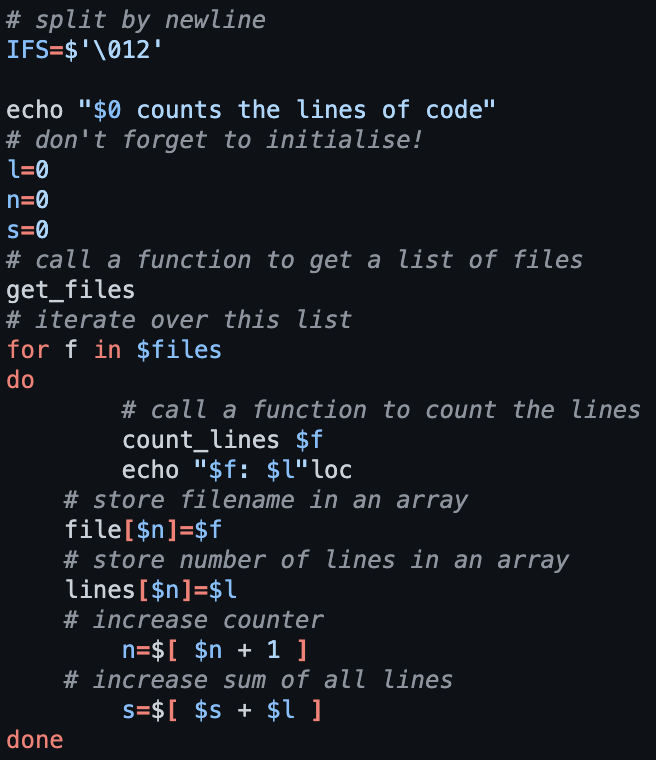 # split by newline
IFS=$'\012'

echo "$0 counts the lines of code"
# don't forget to initialise!
l=0
n=0
s=0
# call a function to get a list of files
get_files
# iterate over this list
for f in $files
do
        # call a function to count the lines
        count_lines $f
        echo "$f: $l"loc
    # store filename in an array
    file[$n]=$f
    # store number of lines in an array
    lines[$n]=$l
    # increase counter
        n=$[ $n + 1 ]
    # increase sum of all lines
        s=$[ $s + $l ]
done